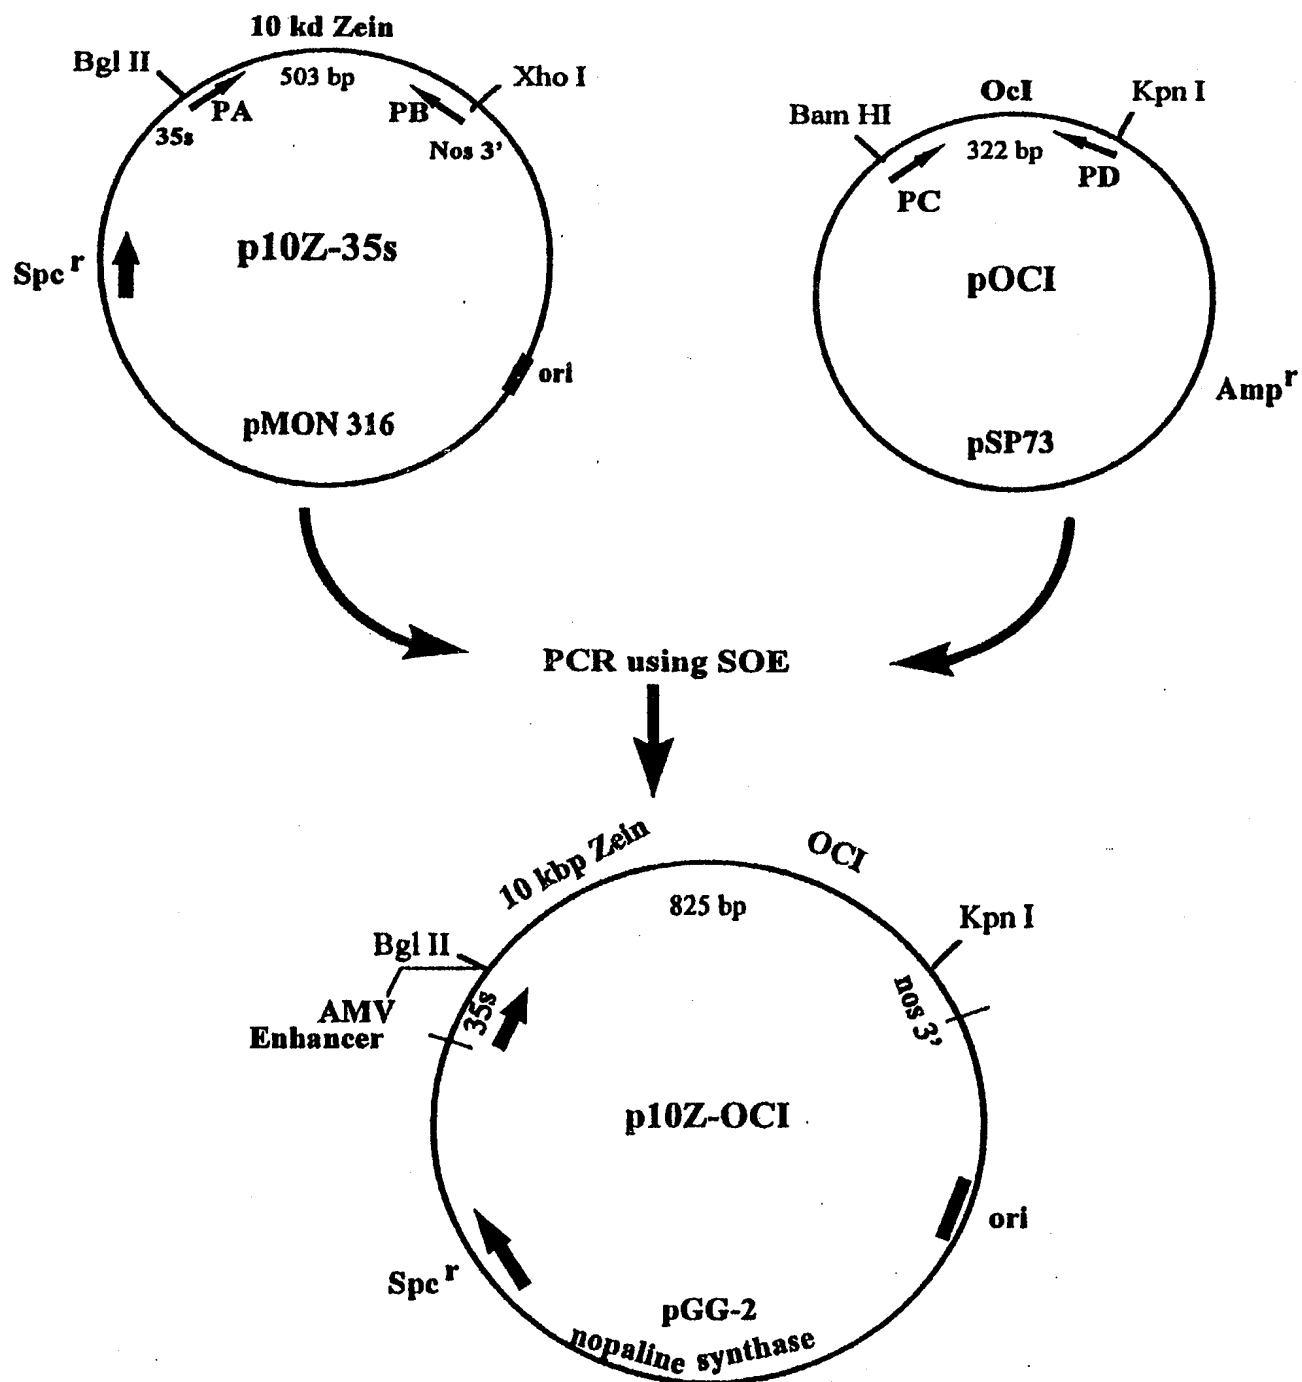 10 kd Zein
503 bp
Bgl II
Xho I
PA
PB
35s
Nos 3'
p10Z-35s
Spc r
ori
pMON 316
OcI
322 bp
Bam HI
Kpn I
PC
PD
pOCI
Amp r
pSP73
PCR using SOE
10 kbp Zein
OCI
825 bp
Bgl II
Kpn I
AMV
Enhancer
35s
nos 3'
p10Z-OCI
ori
Spc r
pGG-2
nopaline synthase